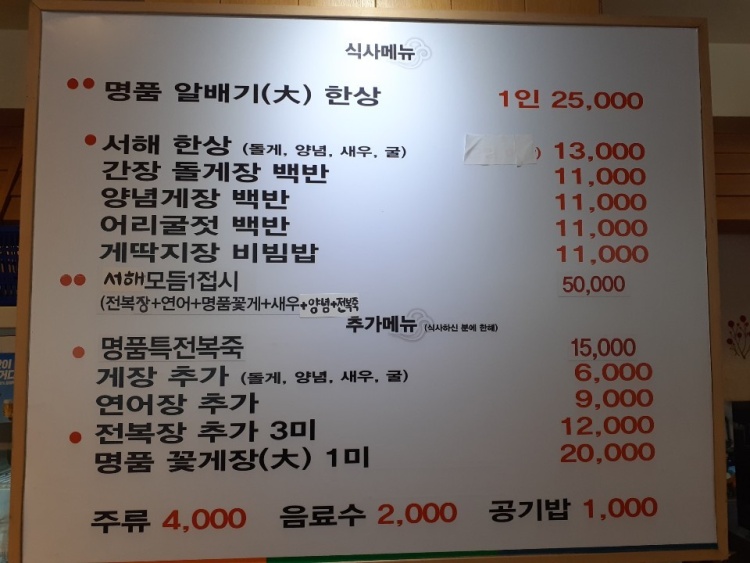 식사메뉴
명품 알배기(大) 한상 1인 25,000
서해 한상 (돌게, 양념, 새우, 굴) ) 13,000
간장 돌게장 백반 11,000
양념게장 백반 11,000
어리굴젓 백반 11,000
게딱지장 비빔밥 11,000
서해모듬1접시 50,000
(전복장+연어+명품꽃게+새우+양념+전복죽
추가메뉴 (식사하신 분에 한해)
명품특전복죽 15,000
게장 추가 (돌게, 양념, 새우, 굴) 6,000
연어장 추가 9,000
전복장 추가 3미 12,000
명품 꽃게장(大) 1미 20,000
주류 4,000 음료수 2,000 공기밥 1,000